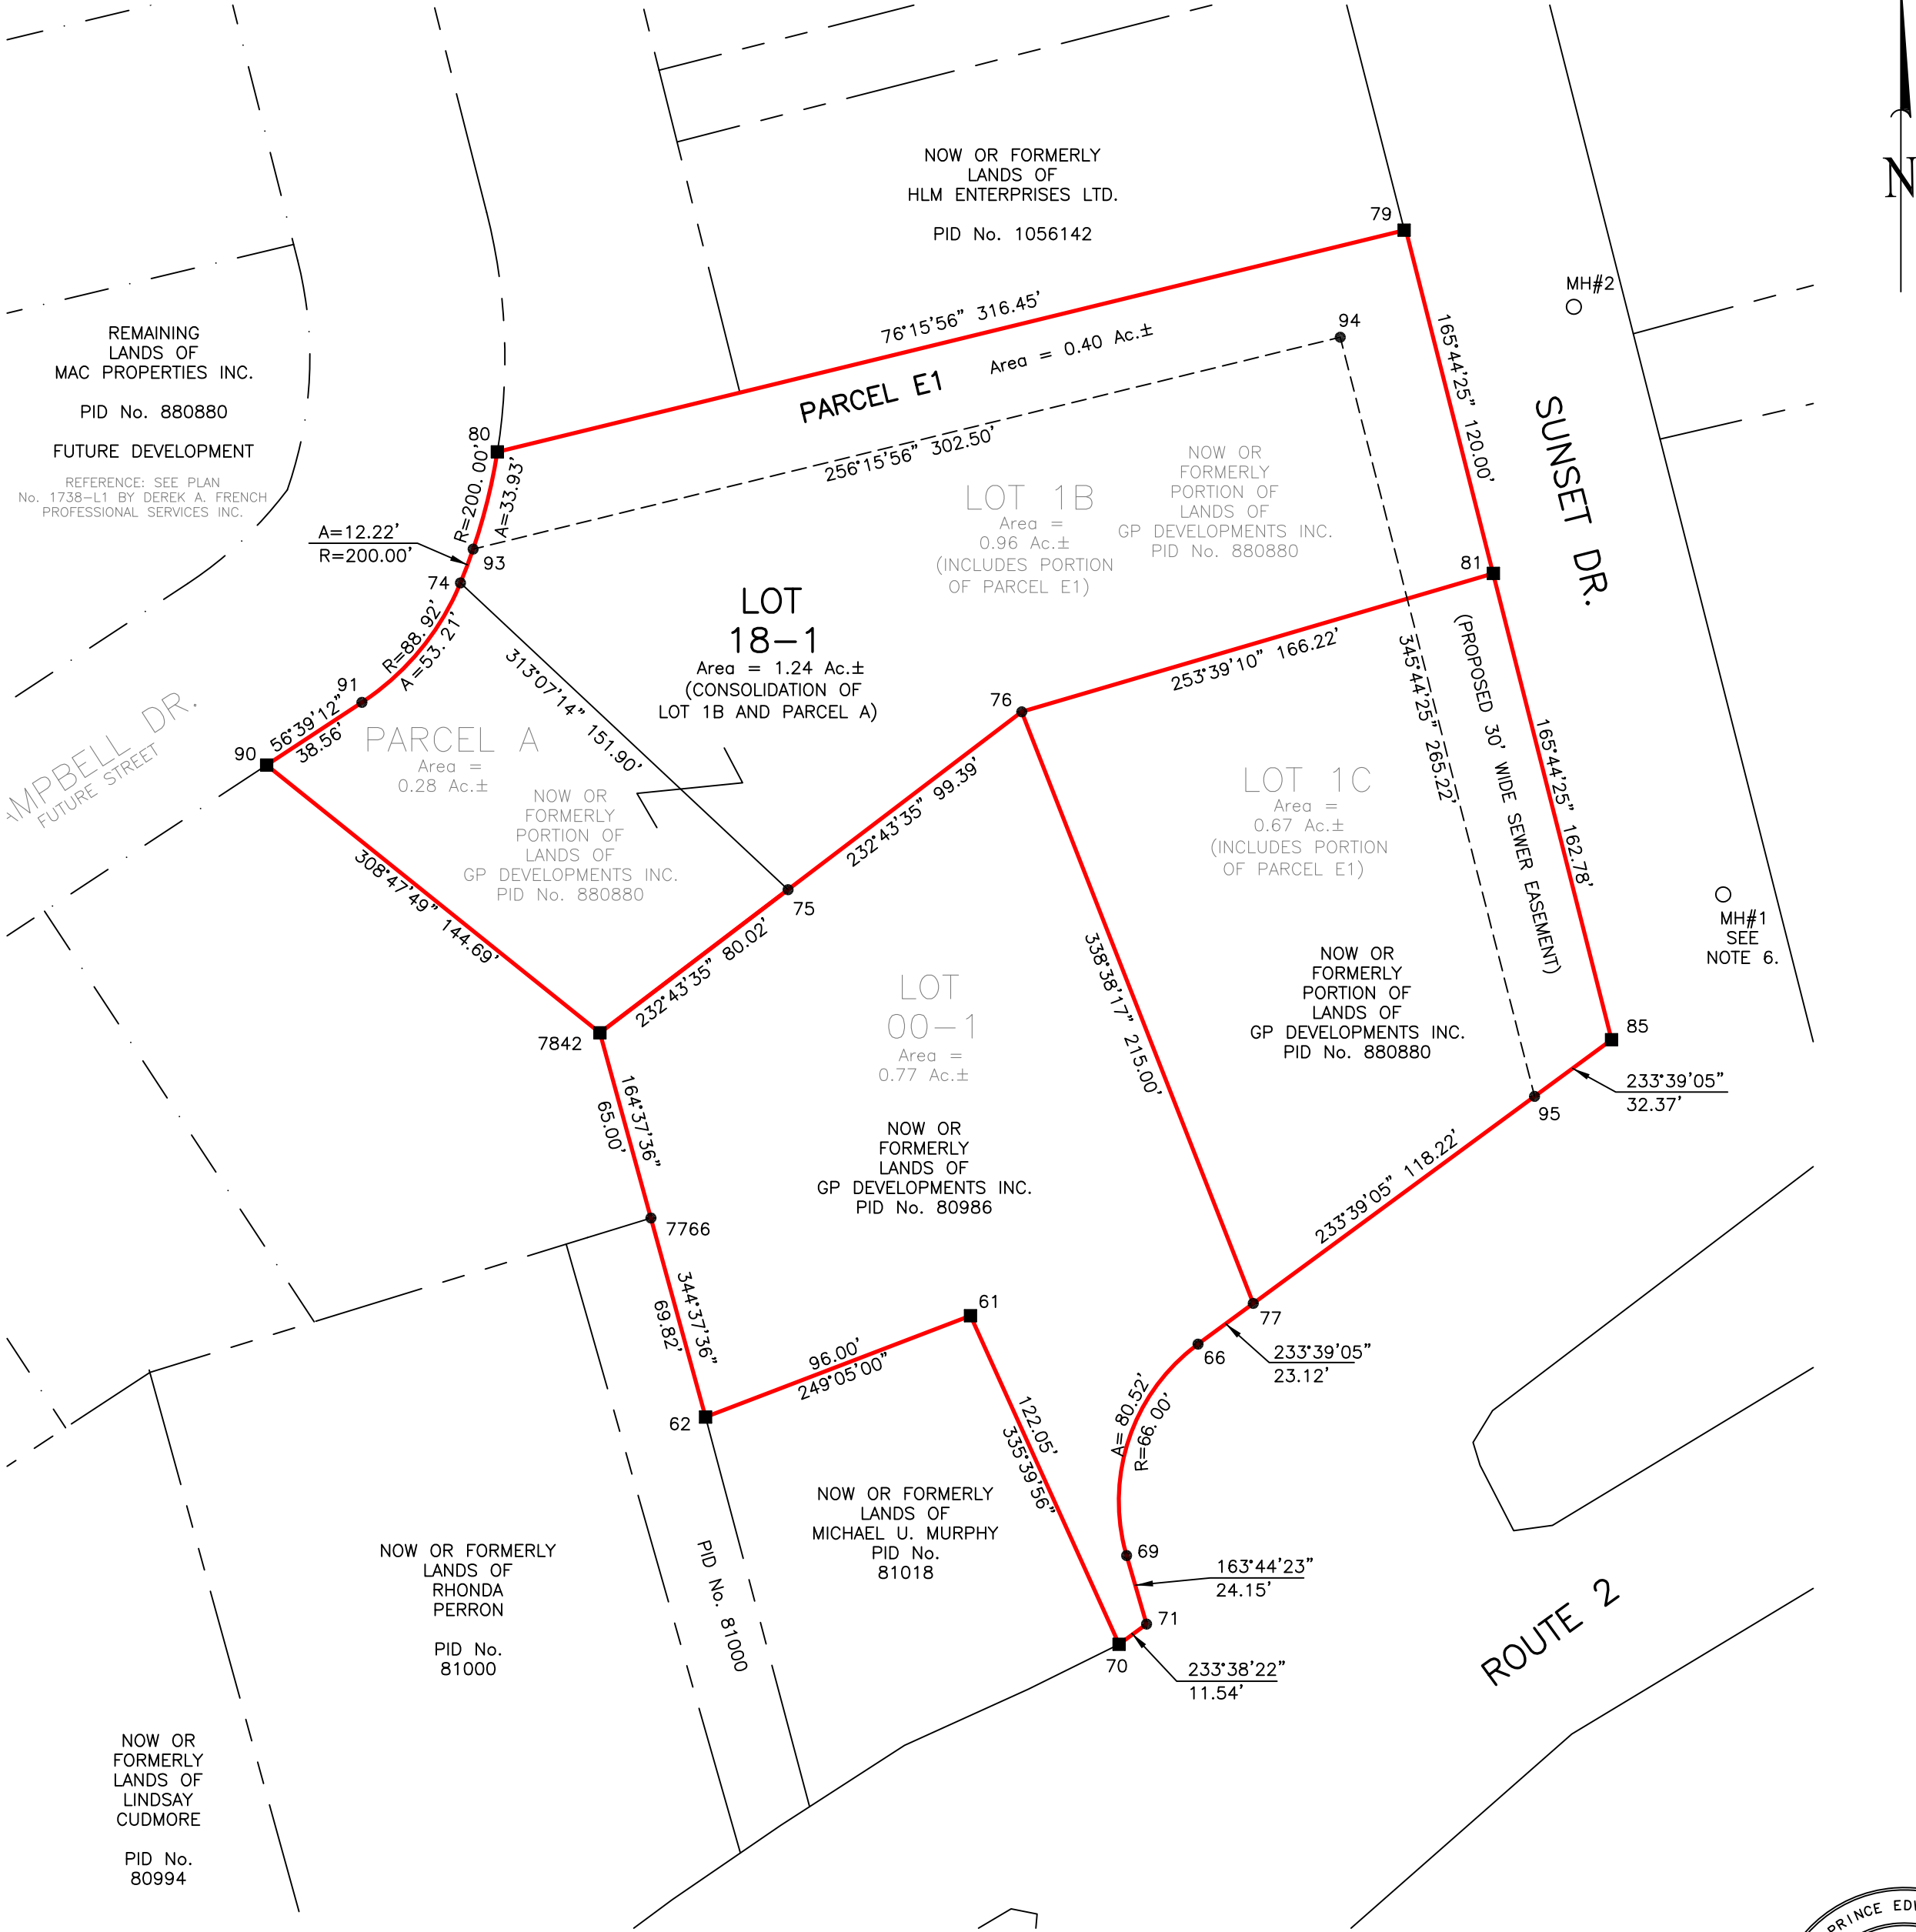 N
NOW OR FORMERLY
LANDS OF
HLM ENTERPRISES LTD.
PID No. 1056142
79
MH#2
REMAINING
LANDS OF
MAC PROPERTIES INC.
PID No. 880880
FUTURE DEVELOPMENT
REFERENCE: SEE PLAN
No. 1738-L1 BY DEREK A. FRENCH
PROFESSIONAL SERVICES INC.
76°15'56" 316.45'
Area = 0.40 Ac.±
PARCEL E1
94
165°44'25" 120.00'
SUNSET DR.
80
R=200.00'
A=33.93'
256°15'56" 302.50'
A=12.22'
R=200.00'
93
74
LOT 1B
Area =
0.96 Ac.±
(INCLUDES PORTION
OF PARCEL E1)
NOW OR
FORMERLY
PORTION OF
LANDS OF
GP DEVELOPMENTS INC.
PID No. 880880
81
LOT
18-1
Area = 1.24 Ac.±
(CONSOLIDATION OF
LOT 1B AND PARCEL A)
R=88.92'
A=53.21'
91
313°07'14" 151.90'
253°39'10" 166.22'
345°44'25" 265.22'
(PROPOSED 30' WIDE SEWER EASEMENT)
165°44'25" 162.78'
76
56°39'12"
38.56'
90
MPBELL DR.
FUTURE STREET
PARCEL A
Area =
0.28 Ac.±
NOW OR
FORMERLY
PORTION OF
LANDS OF
GP DEVELOPMENTS INC.
PID No. 880880
232°43'35" 99.39'
75
LOT 1C
Area =
0.67 Ac.±
(INCLUDES PORTION
OF PARCEL E1)
MH#1
SEE
NOTE 6.
308°47'49" 144.69'
232°43'35" 80.02'
7842
LOT
00-1
Area =
0.77 Ac.±
338°38'17" 215.00'
NOW OR
FORMERLY
PORTION OF
LANDS OF
GP DEVELOPMENTS INC.
PID No. 880880
85
233°39'05"
32.37'
95
164°37'36"
65.00'
NOW OR
FORMERLY
LANDS OF
GP DEVELOPMENTS INC.
PID No. 80986
233°39'05" 118.22'
7766
344°37'36"
69.82'
61
77
66
233°39'05"
23.12'
96.00'
249°05'00"
62
A= 80.52'
R=66.00'
122.05'
335°39'56"
NOW OR FORMERLY
LANDS OF
MICHAEL U. MURPHY
PID No.
81018
69
163°44'23"
24.15'
NOW OR FORMERLY
LANDS OF
RHONDA
PERRON
PID No.
81000
PID No. 81000
71
70
233°38'22"
11.54'
ROUTE 2
NOW OR
FORMERLY
LANDS OF
LINDSAY
CUDMORE
PID No.
80994
PRINCE